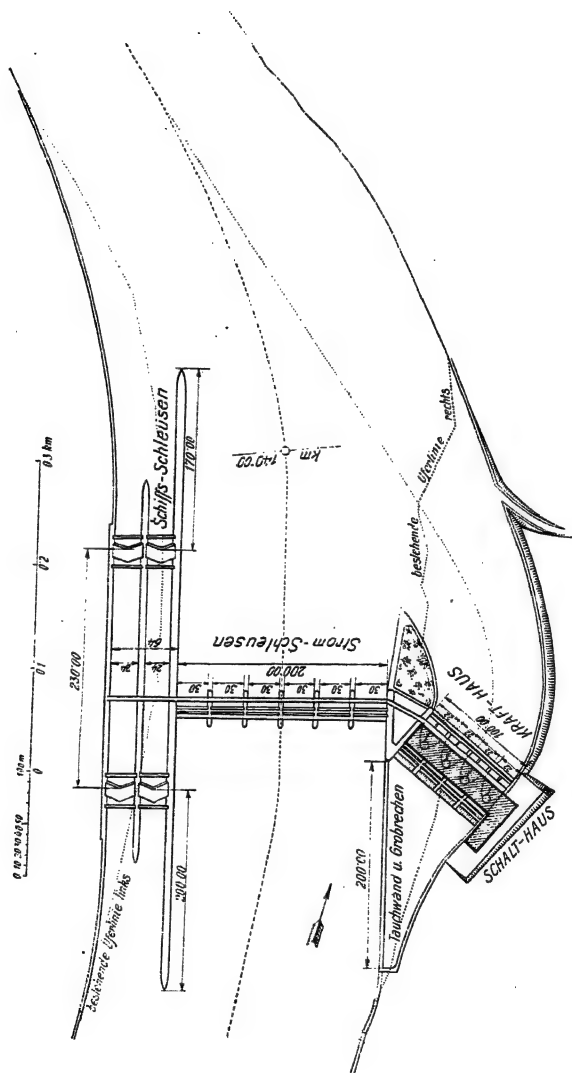 0 10 20 30 40 50
100 m
0
0,1
0,2
0,3 km
230'00
Schiffs-Schleusen
170'00
64
24
24
km
140'00
bestehende Uferlinie rechts
Strom-Schleusen
200'00
30
30
30
30
30
30
KRAFT-HAUS
100'00
SCHALT-HAUS
Tauchwand u. Grobrechen
200'00
200'00
bestehende Uferlinie links